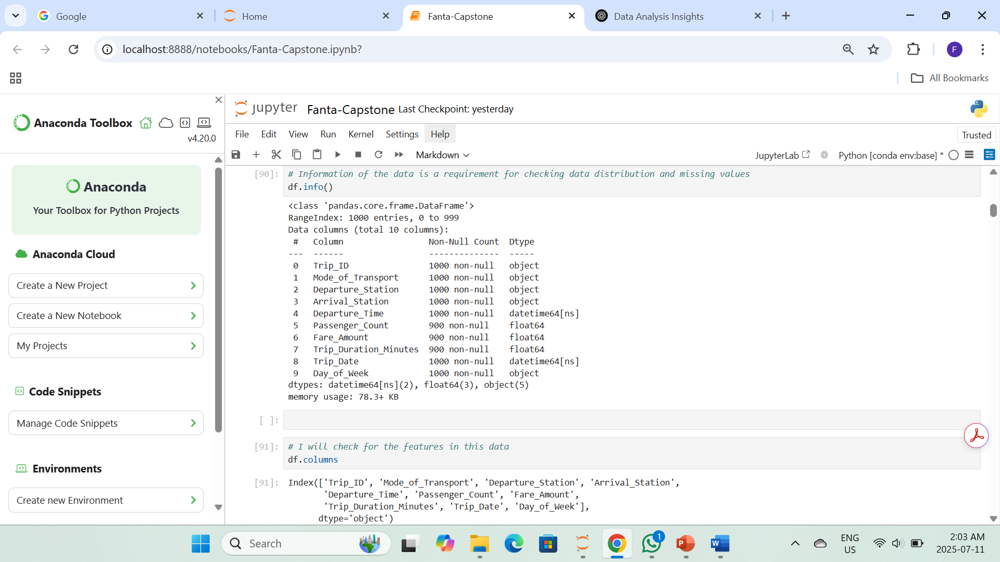 Google
Home
Fanta-Capstone
Data Analysis Insights
localhost:8888/notebooks/Fanta-Capstone.ipynb?
F
All Bookmarks
Anaconda Toolbox
v4.20.0
Anaconda
Your Toolbox for Python Projects
Anaconda Cloud
Create a New Project
Create a New Notebook
My Projects
Code Snippets
Manage Code Snippets
Environments
Create new Environment
jupyter Fanta-Capstone Last Checkpoint: yesterday
File Edit View Run Kernel Settings Help
Trusted
Markdown
JupyterLab
Python [conda env:base] *
[90]: # Information of the data is a requirement for checking data distribution and missing values
df.info()
<class 'pandas.core.frame.DataFrame'>
RangeIndex: 1000 entries, 0 to 999
Data columns (total 10 columns):
# Column Non-Null Count Dtype
--- ------ -------------- -----
0 Trip_ID 1000 non-null object
1 Mode_of_Transport 1000 non-null object
2 Departure_Station 1000 non-null object
3 Arrival_Station 1000 non-null object
4 Departure_Time 1000 non-null datetime64[ns]
5 Passenger_Count 900 non-null float64
6 Fare_Amount 900 non-null float64
7 Trip_Duration_Minutes 900 non-null float64
8 Trip_Date 1000 non-null datetime64[ns]
9 Day_of_Week 1000 non-null object
dtypes: datetime64[ns](2), float64(3), object(5)
memory usage: 78.3+ KB
[ ]:
[91]: # I will check for the features in this data
df.columns
[91]: Index(['Trip_ID', 'Mode_of_Transport', 'Departure_Station', 'Arrival_Station',
'Departure_Time', 'Passenger_Count', 'Fare_Amount',
'Trip_Duration_Minutes', 'Trip_Date', 'Day_of_Week'],
dtype='object')
Search
1
P
W
ENG
US
2:03 AM
2025-07-11